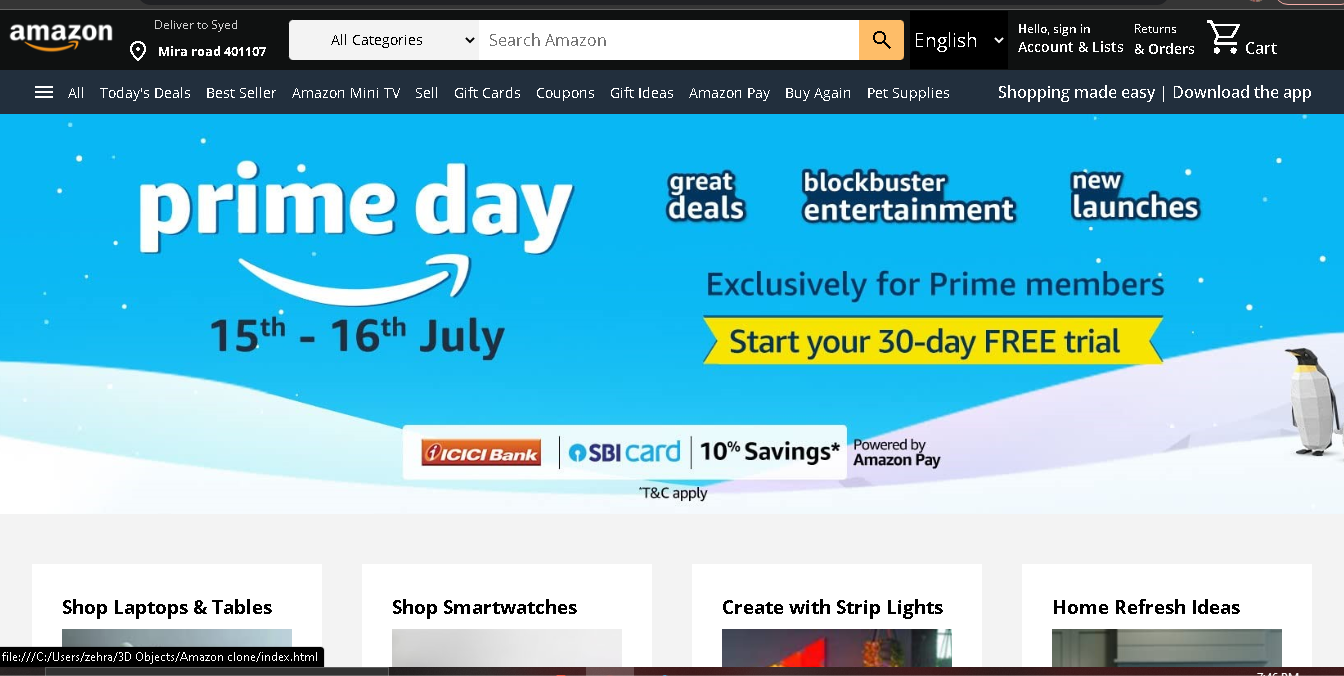 amazon
Deliver to Syed
Mira road 401107
All Categories
Search Amazon
English
Hello, sign in
Account & Lists
Returns
& Orders
Cart
All Today's Deals Best Seller Amazon Mini TV Sell Gift Cards Coupons Gift Ideas Amazon Pay Buy Again Pet Supplies
Shopping made easy | Download the app
prime day
15th - 16th July
great
deals
blockbuster
entertainment
new
launches
Exclusively for Prime members
Start your 30-day FREE trial
ICICI Bank
SBI card
10% Savings*
Powered by
Amazon Pay
*T&C apply
Shop Laptops & Tables
Shop Smartwatches
Create with Strip Lights
Home Refresh Ideas
file:///C:/Users/zehra/3D Objects/Amazon clone/index.html